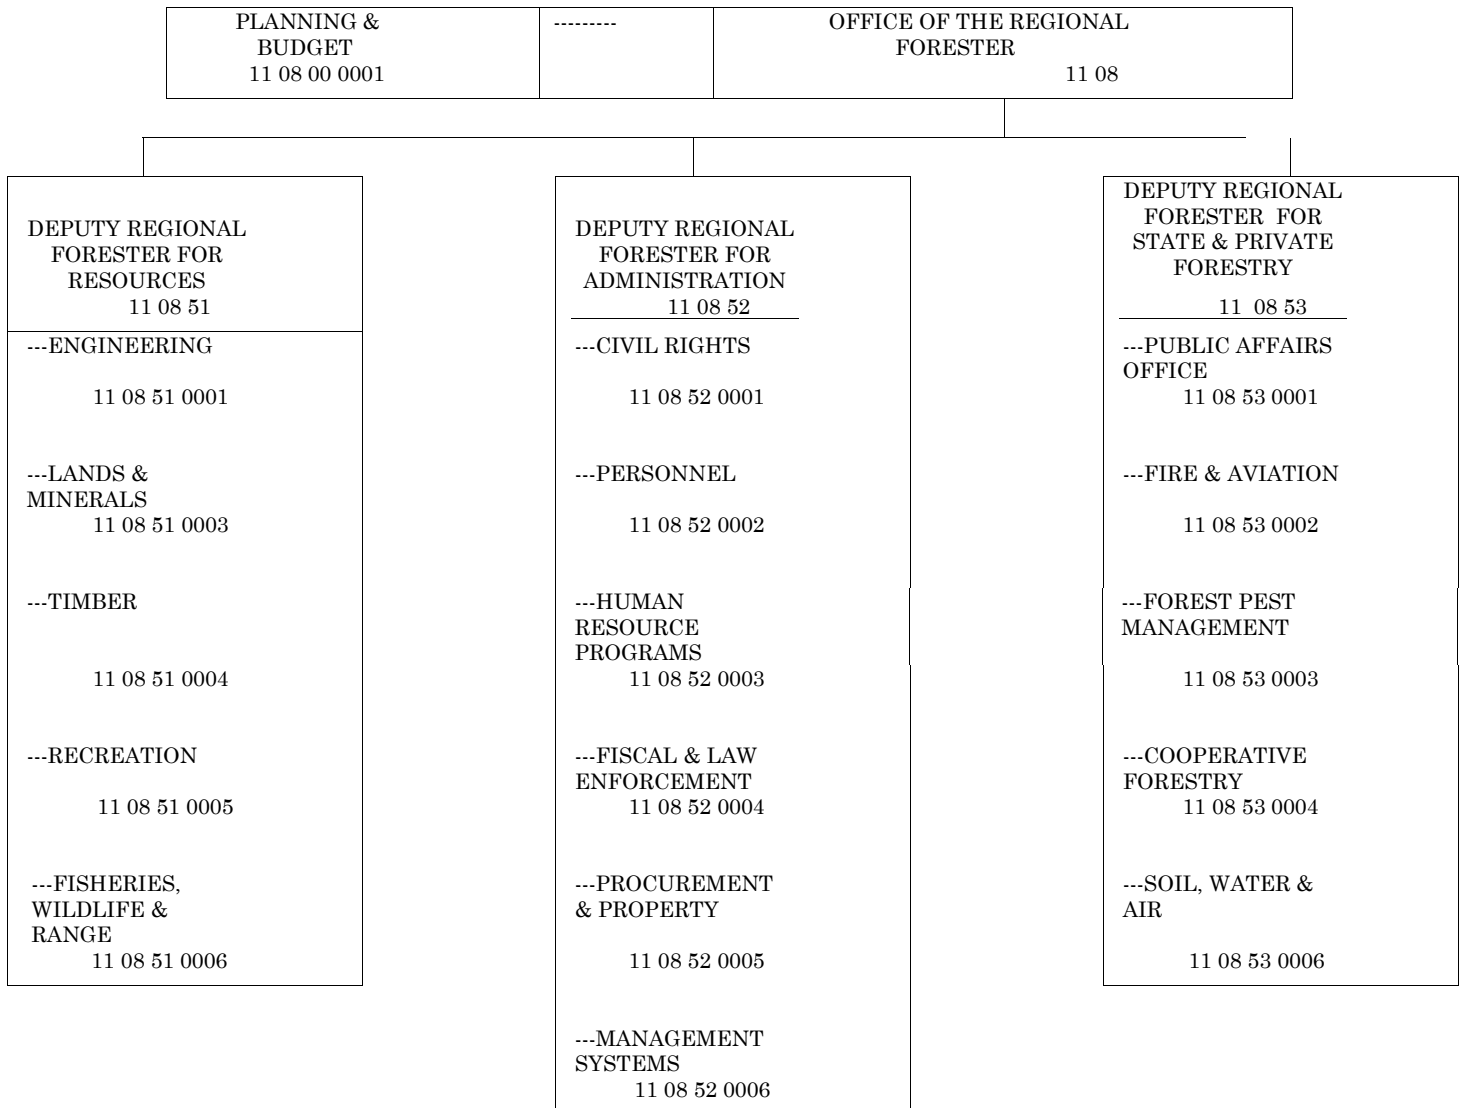 PLANNING &
BUDGET
11 08 00 0001
---------
OFFICE OF THE REGIONAL
FORESTER
11 08
DEPUTY REGIONAL
FORESTER FOR
RESOURCES
11 08 51
---ENGINEERING
11 08 51 0001
---LANDS &
MINERALS
11 08 51 0003
---TIMBER
11 08 51 0004
---RECREATION
11 08 51 0005
---FISHERIES,
WILDLIFE &
RANGE
11 08 51 0006
DEPUTY REGIONAL
FORESTER FOR
ADMINISTRATION
11 08 52
---CIVIL RIGHTS
11 08 52 0001
---PERSONNEL
11 08 52 0002
---HUMAN
RESOURCE
PROGRAMS
11 08 52 0003
---FISCAL & LAW
ENFORCEMENT
11 08 52 0004
---PROCUREMENT
& PROPERTY
11 08 52 0005
---MANAGEMENT
SYSTEMS
11 08 52 0006
DEPUTY REGIONAL
FORESTER FOR
STATE & PRIVATE
FORESTRY
11 08 53
---PUBLIC AFFAIRS
OFFICE
11 08 53 0001
---FIRE & AVIATION
11 08 53 0002
---FOREST PEST
MANAGEMENT
11 08 53 0003
---COOPERATIVE
FORESTRY
11 08 53 0004
---SOIL, WATER &
AIR
11 08 53 0006